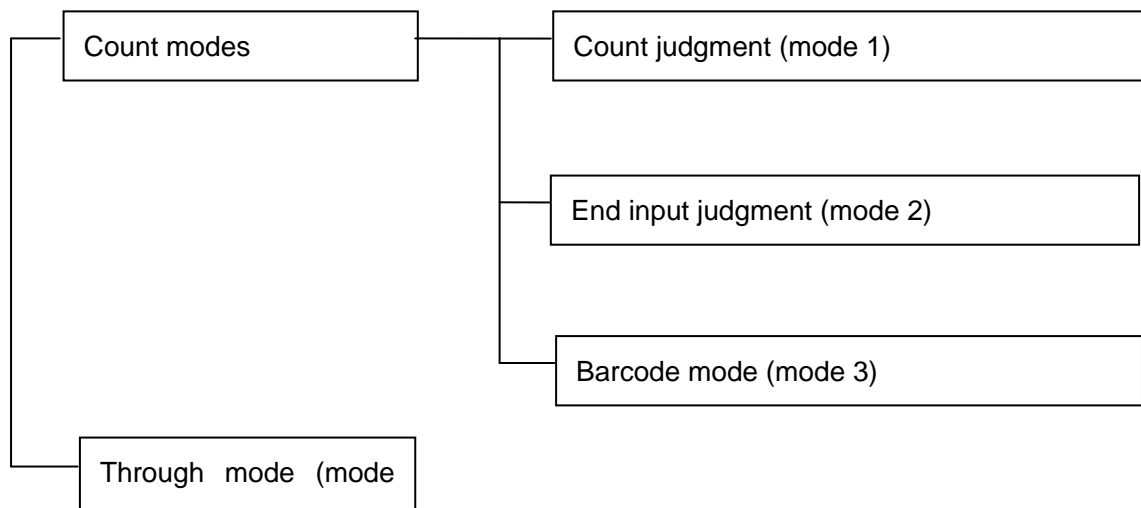 Count modes
Count judgment (mode 1)
End input judgment (mode 2)
Barcode mode (mode 3)
Through mode (mode